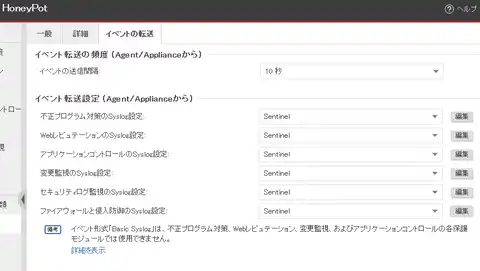 HoneyPot
ヘルプ
一般 詳細 イベントの転送
イベント転送の頻度 (Agent/Applianceから)
イベントの送信間隔: 10 秒
イベント転送設定 (Agent/Applianceから)
不正プログラム対策のSyslog設定: Sentinel 編集
WebレピュテーションのSyslog設定: Sentinel 編集
アプリケーションコントロールのSyslog設定: Sentinel 編集
変更監視のSyslog設定: Sentinel 編集
セキュリティログ監視のSyslog設定: Sentinel 編集
ファイアウォールと侵入防御のSyslog設定: Sentinel 編集
備考 イベント形式「Basic Syslog」は、不正プログラム対策、Webレピュテーション、変更監視、およびアプリケーションコントロールの各保護
モジュールでは使用できません。
詳細を表示